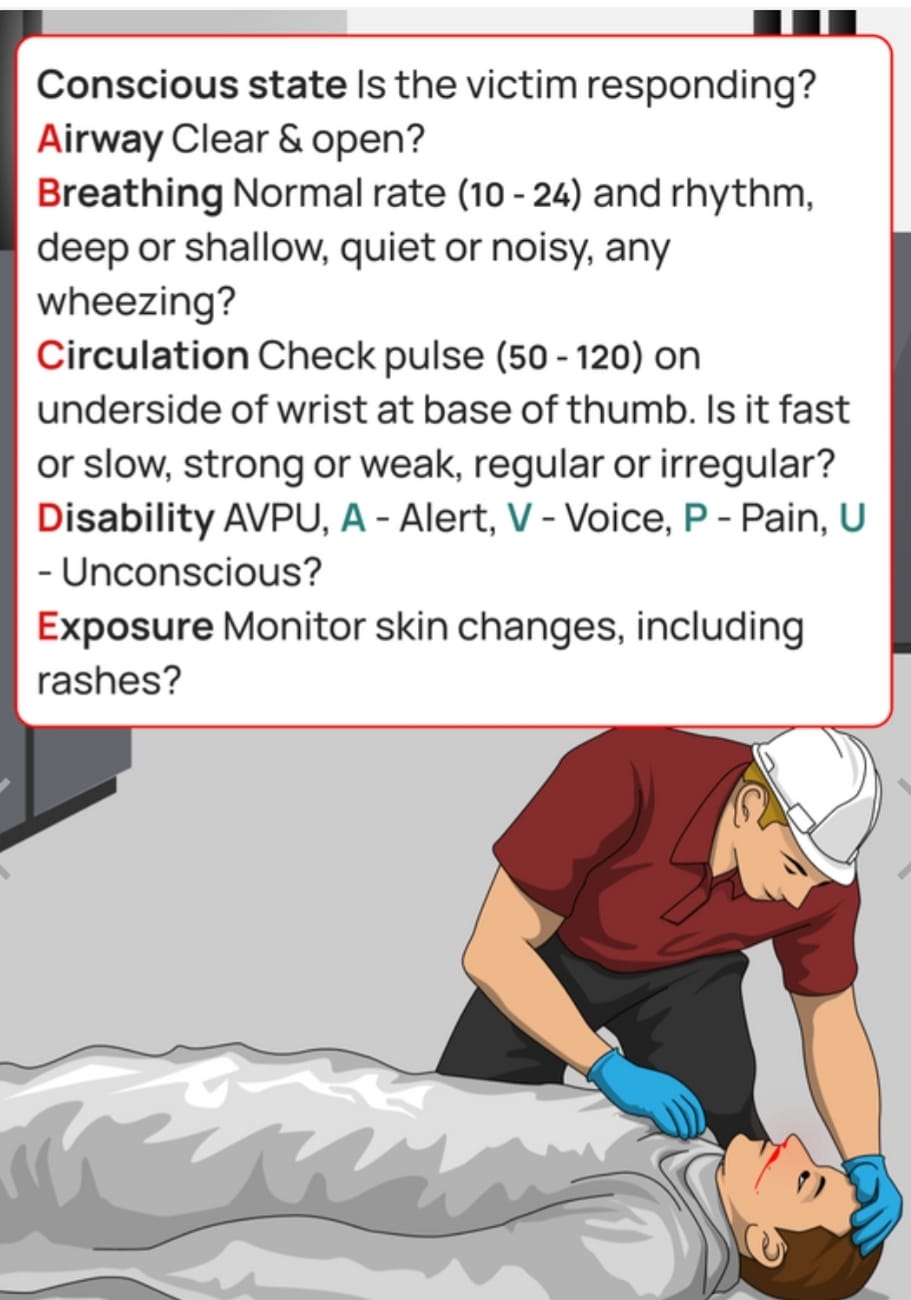 Conscious state Is the victim responding?
Airway Clear & open?
Breathing Normal rate (10 - 24) and rhythm,
deep or shallow, quiet or noisy, any
wheezing?
Circulation Check pulse (50 - 120) on
underside of wrist at base of thumb. Is it fast
or slow, strong or weak, regular or irregular?
Disability AVPU, A - Alert, V - Voice, P - Pain, U
- Unconscious?
Exposure Monitor skin changes, including
rashes?